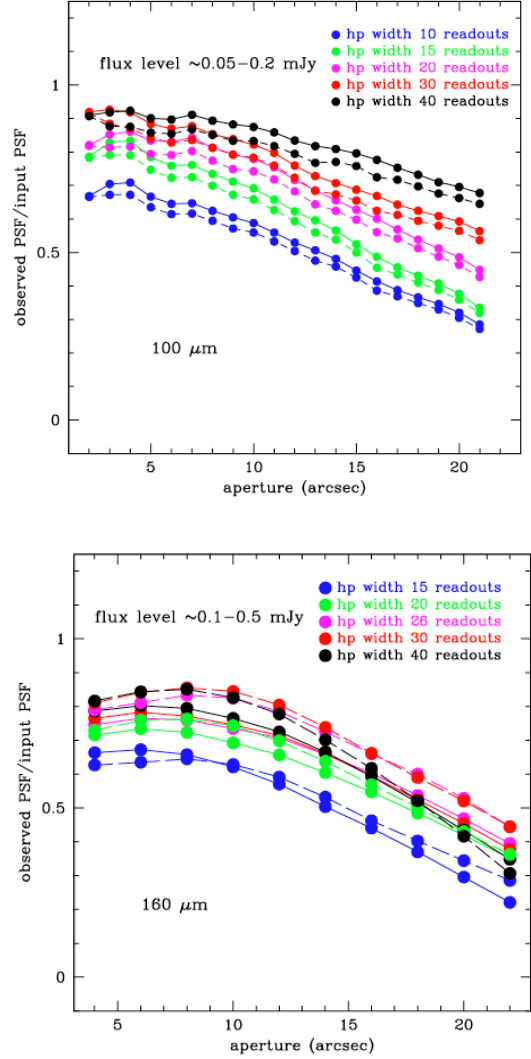 hp width 10 readouts
flux level ~0.05−0.2 mJy
hp width 15 readouts
hp width 20 readouts
hp width 30 readouts
hp width 40 readouts
1
0.5
0
observed PSF/input PSF
100 μm
5
10
15
20
aperture (arcsec)
hp width 15 readouts
flux level ~0.1−0.5 mJy
hp width 20 readouts
hp width 26 readouts
hp width 30 readouts
hp width 40 readouts
1
0.5
0
observed PSF/input PSF
160 μm
5
10
15
20
aperture (arcsec)